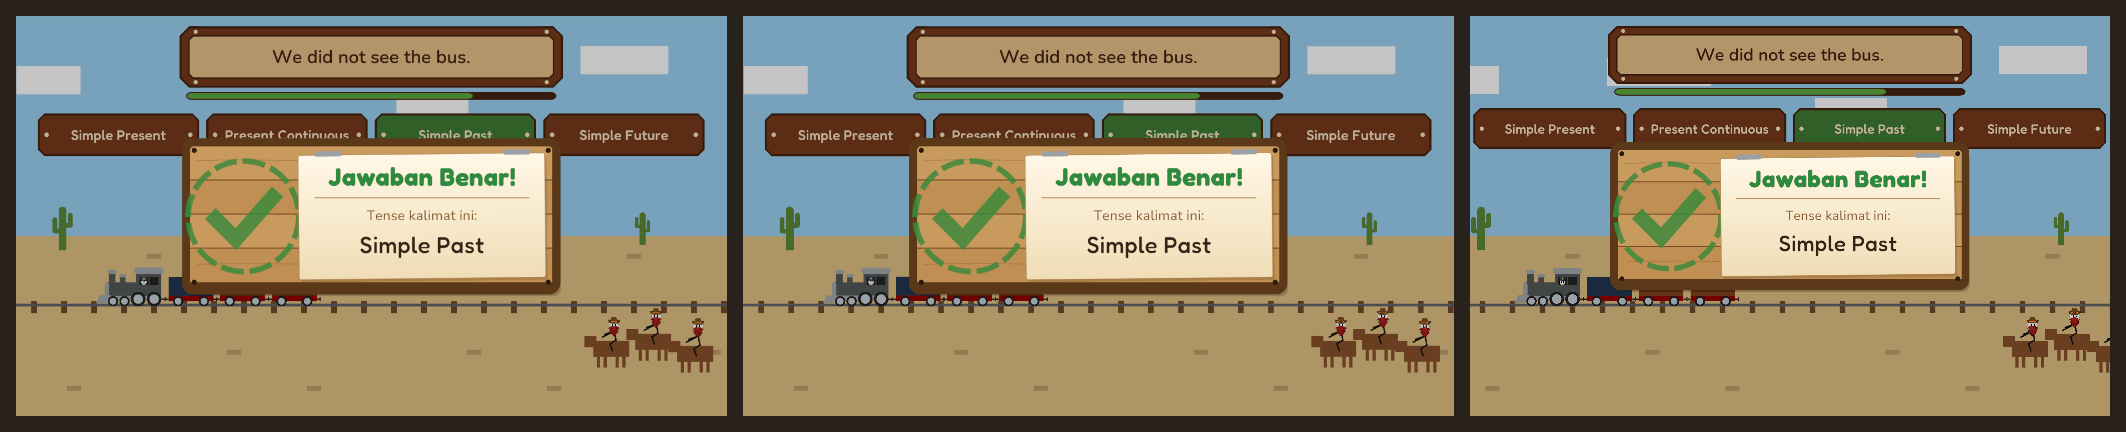 We did not see the bus.
Simple Present
Present Continuous
Simple Past
Simple Future
Jawaban Benar!
Tense kalimat ini:
Simple Past
We did not see the bus.
Simple Present
Present Continuous
Simple Past
Simple Future
Jawaban Benar!
Tense kalimat ini:
Simple Past
We did not see the bus.
Simple Present
Present Continuous
Simple Past
Simple Future
Jawaban Benar!
Tense kalimat ini:
Simple Past